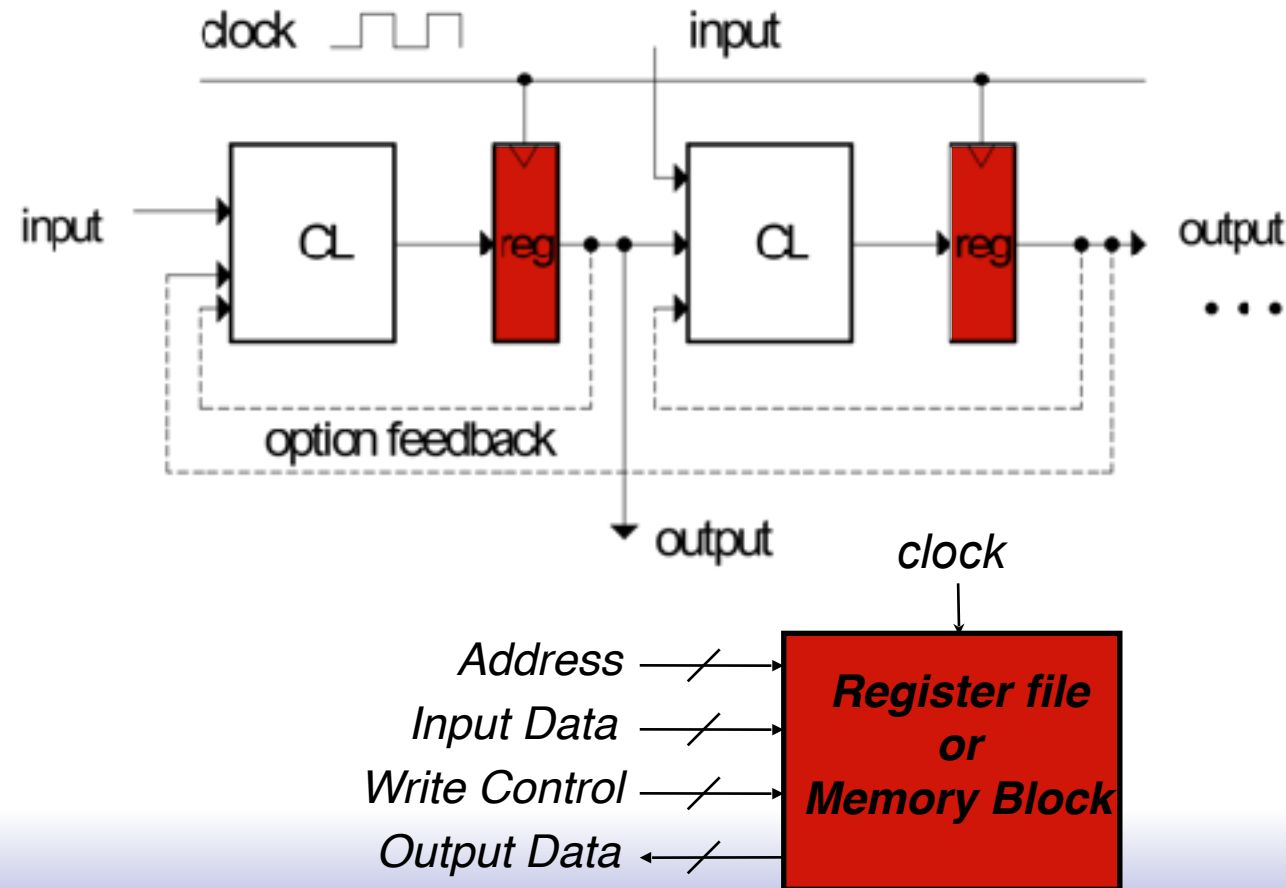 clock
input
input
CL
reg
CL
reg
output
option feedback
output
clock
Address
Input Data
Write Control
Output Data
Register file
or
Memory Block